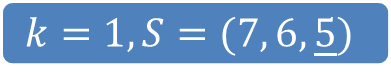 k = 1, S = (7, 6, 5)